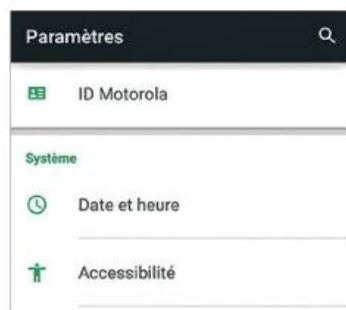 Paramètres
ID Motorola
Système
Date et heure
Accessibilité